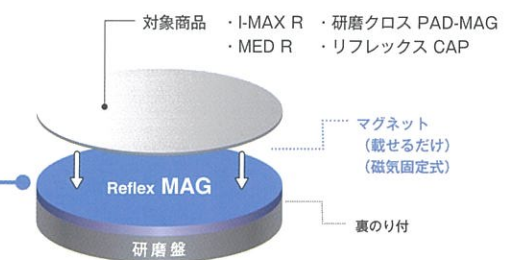 対象商品 ・I-MAX R ・研磨クロス PAD-MAG
・MED R ・リフレックス CAP
マグネット
（載せるだけ）
（磁気固定式）
Reflex MAG
裏のり付
研磨盤